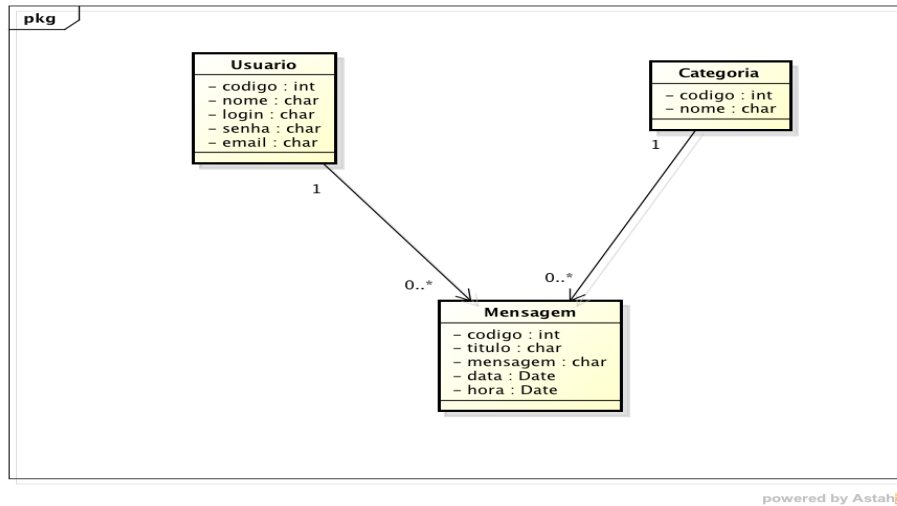 pkg
Usuario
– codigo : int
– nome : char
– login : char
– senha : char
– email : char
1
Categoria
– codigo : int
– nome : char
1
0..*
0..*
Mensagem
– codigo : int
– titulo : char
– mensagem : char
– data : Date
– hora : Date
powered by Astah